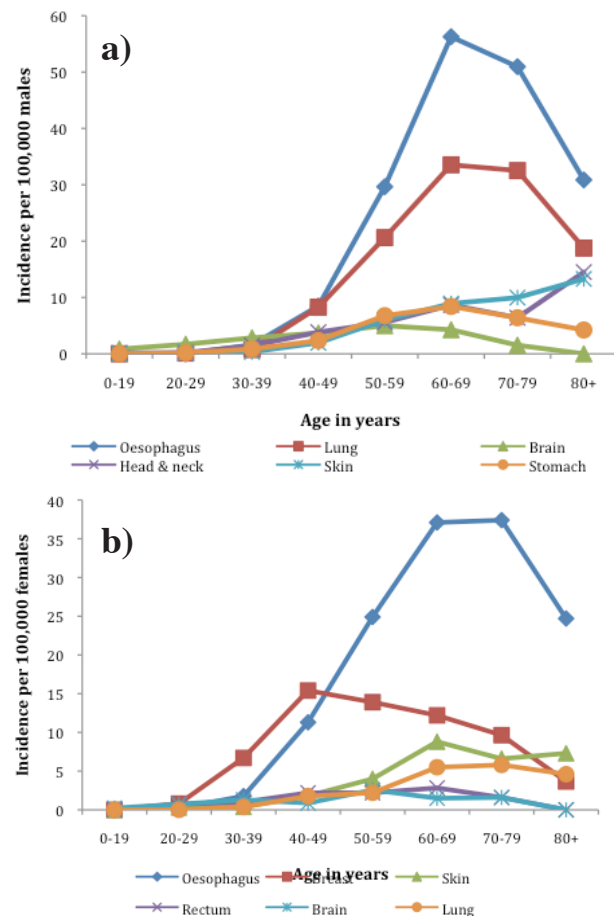 a)
Incidence per 100,000 males
60
50
40
30
20
10
0
0-19 20-29 30-39 40-49 50-59 60-69 70-79 80+
Age in years
Oesophagus Lung Brain
Head & neck Skin Stomach
b)
Incidence per 100,000 females
40
35
30
25
20
15
10
5
0
0-19 20-29 30-39 40-49 50-59 60-69 70-79 80+
Age in years
Oesophagus Breast Skin
Rectum Brain Lung